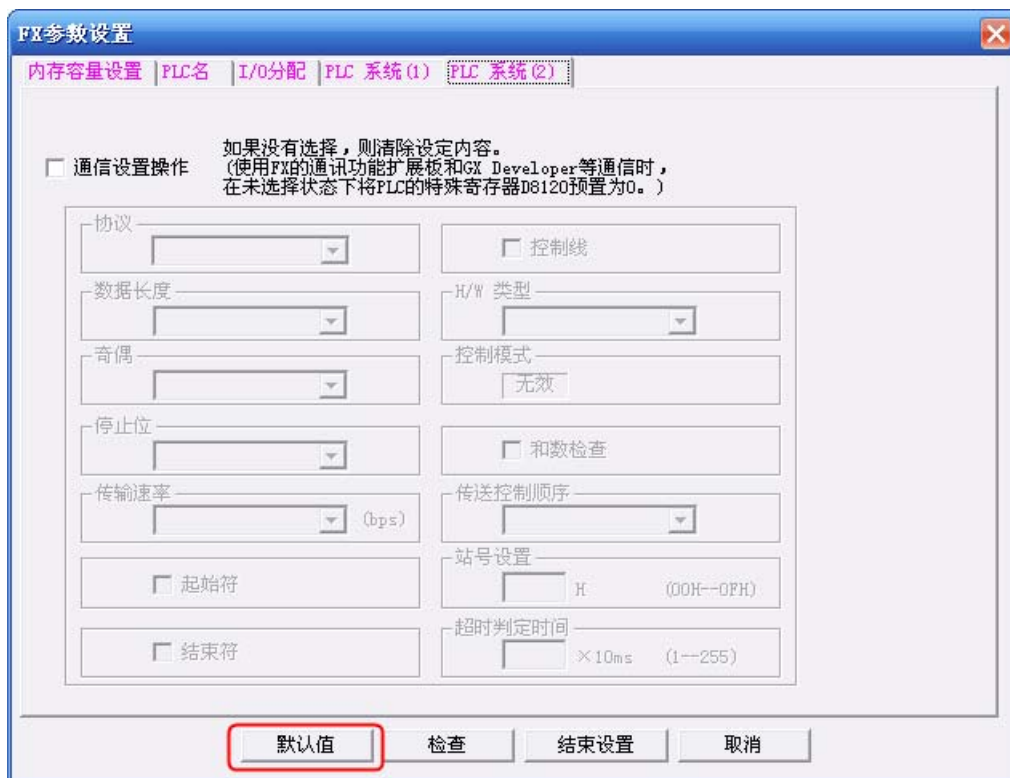 FX参数设置
内存容量设置 PLC名 I/O分配 PLC 系统(1) PLC 系统(2)
如果没有选择，则清除设定内容。
通信设置操作 (使用FX的通讯功能扩展板和GX Developer等通信时，
在未选择状态下将PLC的特殊寄存器D8120预置为0。)
协议
控制线
数据长度
H/W 类型
奇偶
控制模式
无效
停止位
和数检查
传输速率
(bps)
传送控制顺序
起始符
站号设置
H (00H--0FH)
结束符
超时判定时间
×10ms (1--255)
默认值 检查 结束设置 取消